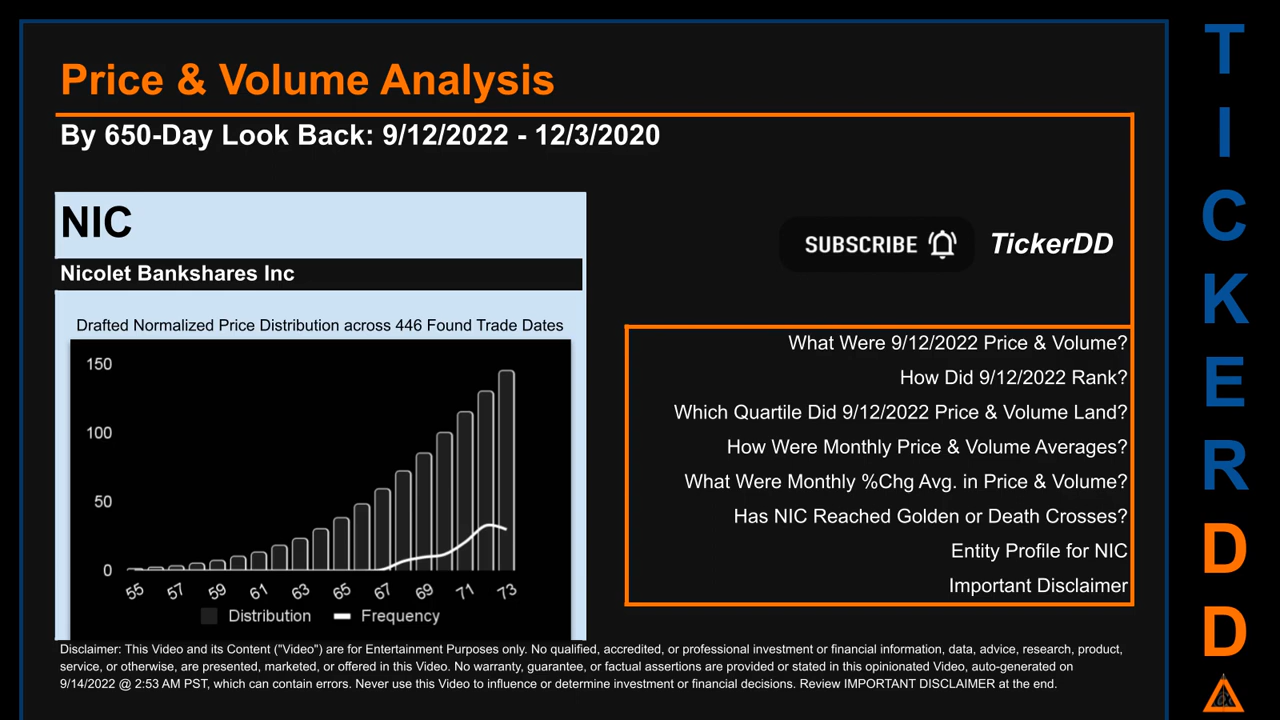 Price & Volume Analysis
By 650-Day Look Back: 9/12/2022 - 12/3/2020
NIC
Nicolet Bankshares Inc
Drafted Normalized Price Distribution across 446 Found Trade Dates
150
100
50
0
55 57 59 61 63 65 67 69 71 73
Distribution Frequency
SUBSCRIBE TickerDD
What Were 9/12/2022 Price & Volume?
How Did 9/12/2022 Rank?
Which Quartile Did 9/12/2022 Price & Volume Land?
How Were Monthly Price & Volume Averages?
What Were Monthly %Chg Avg. in Price & Volume?
Has NIC Reached Golden or Death Crosses?
Entity Profile for NIC
Important Disclaimer
Disclaimer: This Video and its Content ("Video") are for Entertainment Purposes only. No qualified, accredited, or professional investment or financial information, data, advice, research, product,
service, or otherwise, are presented, marketed, or offered in this Video. No warranty, guarantee, or factual assertions are provided or stated in this opinionated Video, auto-generated on
9/14/2022 @ 2:53 AM PST, which can contain errors. Never use this Video to influence or determine investment or financial decisions. Review IMPORTANT DISCLAIMER at the end.
T
I
C
K
E
R
D
D